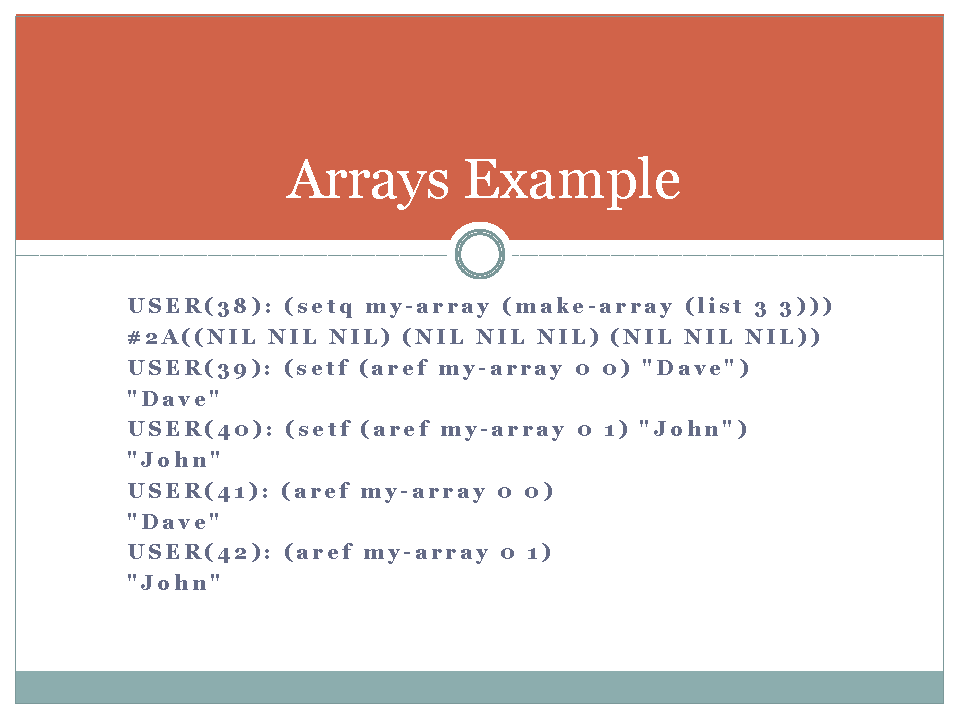 Arrays Example
USER(38): (setq my-array (make-array (list 3 3)))
#2A((NIL NIL NIL) (NIL NIL NIL) (NIL NIL NIL))
USER(39): (setf (aref my-array 0 0) "Dave")
"Dave"
USER(40): (setf (aref my-array 0 1) "John")
"John"
USER(41): (aref my-array 0 0)
"Dave"
USER(42): (aref my-array 0 1)
"John"